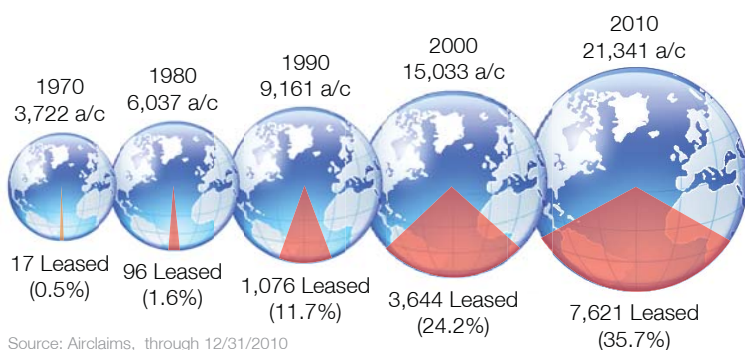 1970
3,722 a/c
1980
6,037 a/c
1990
9,161 a/c
2000
15,033 a/c
2010
21,341 a/c
17 Leased
(0.5%)
96 Leased
(1.6%)
1,076 Leased
(11.7%)
3,644 Leased
(24.2%)
7,621 Leased
(35.7%)
Source: Airclaims, through 12/31/2010